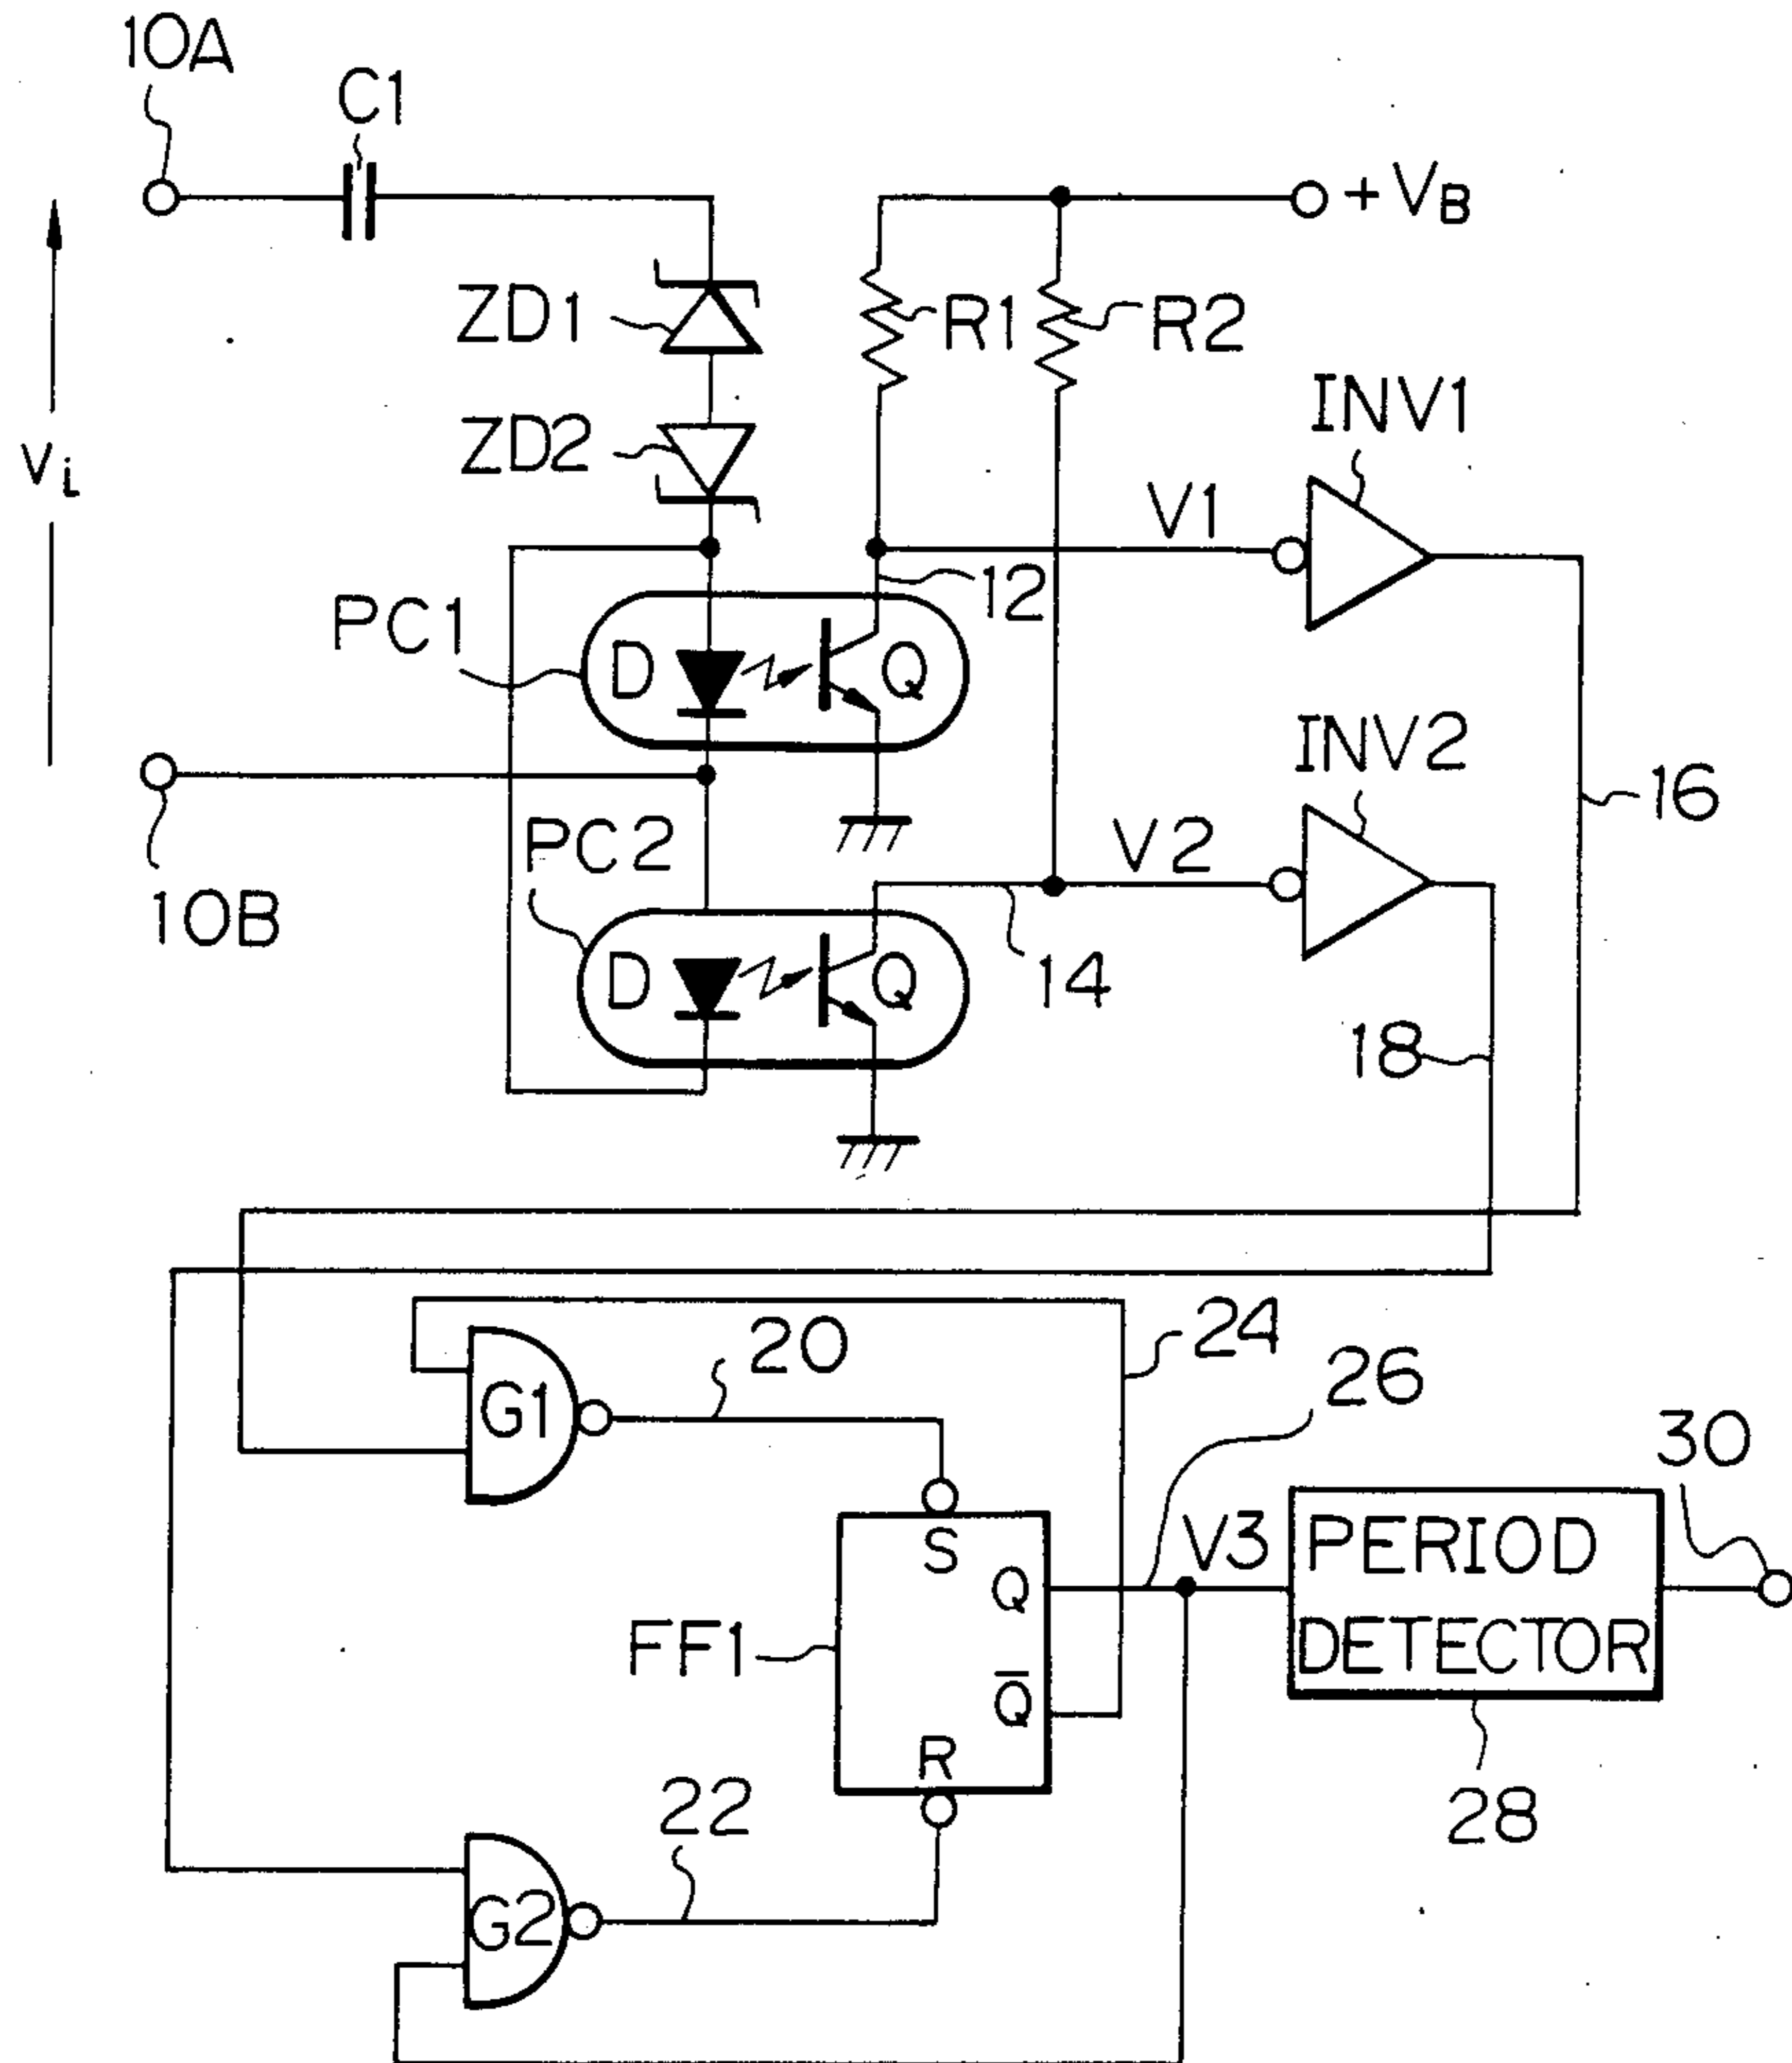 10A
C1
+VB
ZD1
R1
R2
INV1
ZD2
Vi
V1
12
PC1
D
Q
INV2
16
PC2
V2
10B
D
Q
14
18
20
24
26
G1
30
S
V3
PERIOD
Q
FF1
DETECTOR
Q̅
R
22
28
G2